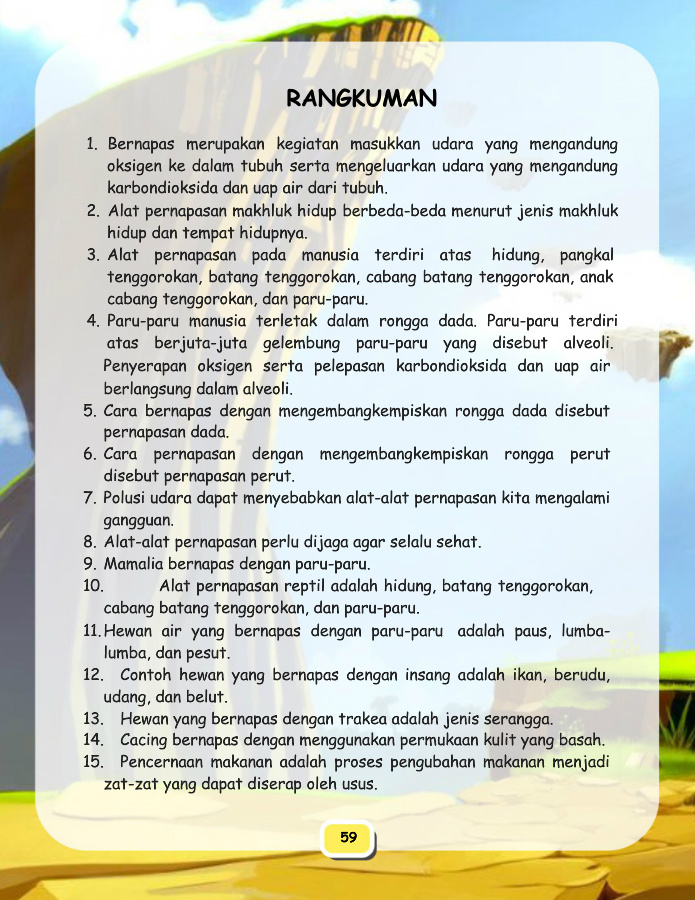 RANGKUMAN
1. Bernapas merupakan kegiatan masukkan udara yang mengandung
oksigen ke dalam tubuh serta mengeluarkan udara yang mengandung
karbondioksida dan uap air dari tubuh.
2. Alat pernapasan makhluk hidup berbeda-beda menurut jenis makhluk
hidup dan tempat hidupnya.
3. Alat pernapasan pada manusia terdiri atas hidung, pangkal
tenggorokan, batang tenggorokan, cabang batang tenggorokan, anak
cabang tenggorokan, dan paru-paru.
4. Paru-paru manusia terletak dalam rongga dada. Paru-paru terdiri
atas berjuta-juta gelembung paru-paru yang disebut alveoli.
Penyerapan oksigen serta pelepasan karbondioksida dan uap air
berlangsung dalam alveoli.
5. Cara bernapas dengan mengembangkempiskan rongga dada disebut
pernapasan dada.
6. Cara pernapasan dengan mengembangkempiskan rongga perut
disebut pernapasan perut.
7. Polusi udara dapat menyebabkan alat-alat pernapasan kita mengalami
gangguan.
8. Alat-alat pernapasan perlu dijaga agar selalu sehat.
9. Mamalia bernapas dengan paru-paru.
10. Alat pernapasan reptil adalah hidung, batang tenggorokan,
cabang batang tenggorokan, dan paru-paru.
11. Hewan air yang bernapas dengan paru-paru adalah paus, lumba-
lumba, dan pesut.
12. Contoh hewan yang bernapas dengan insang adalah ikan, berudu,
udang, dan belut.
13. Hewan yang bernapas dengan trakea adalah jenis serangga.
14. Cacing bernapas dengan menggunakan permukaan kulit yang basah.
15. Pencernaan makanan adalah proses pengubahan makanan menjadi
zat-zat yang dapat diserap oleh usus.
59